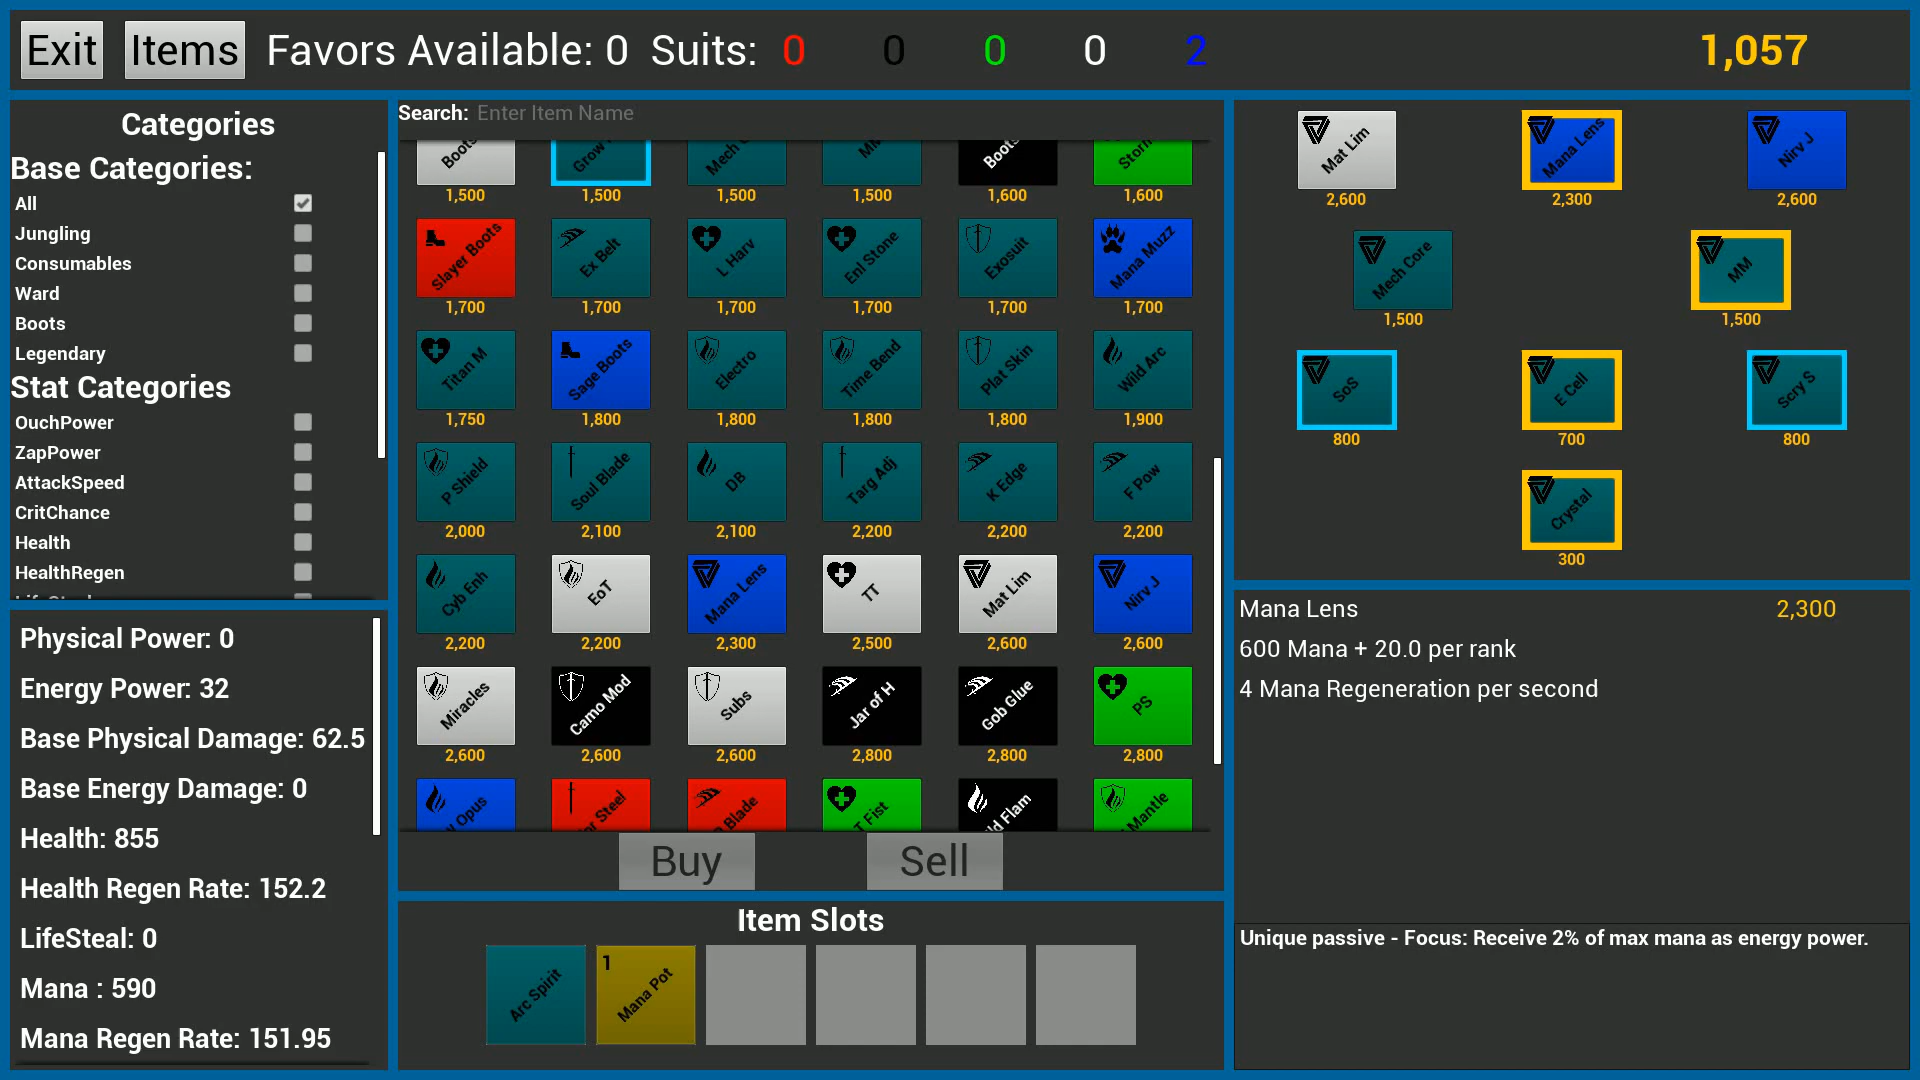 Exit Items Favors Available: 0 Suits: 0 0 0 0 2 1,057
Categories
Base Categories:
All
Jungling
Consumables
Ward
Boots
Legendary
Stat Categories
OuchPower
ZapPower
AttackSpeed
CritChance
Health
HealthRegen
Physical Power: 0
Energy Power: 32
Base Physical Damage: 62.5
Base Energy Damage: 0
Health: 855
Health Regen Rate: 152.2
LifeSteal: 0
Mana : 590
Mana Regen Rate: 151.95
Search: Enter Item Name
Boots Grow Mech Boots Storm
1,500 1,500 1,500 1,500 1,600 1,600
Slayer Boots Ex Belt L Harv Enl Stone Exosuit Mana Muzz
1,700 1,700 1,700 1,700 1,700 1,700
Titan M Sage Boots Electro Time Bend Plat Skin Wild Arc
1,750 1,800 1,800 1,800 1,800 1,900
P Shield Soul Blade DB Targ Adj K Edge F Pow
2,000 2,100 2,100 2,200 2,200 2,200
Cyb Enh EoT Mana Lens TT Mat Lim Nirv J
2,200 2,200 2,300 2,500 2,600 2,600
Miracles Camo Mod Subs Jar of H Gob Glue PS
2,600 2,600 2,600 2,800 2,800 2,800
Opus Steel Blade T Fist Flam Mantle
Buy Sell
Item Slots
Arc Spirit 1 Mana Pot
Mat Lim Mana Lens Nirv J
2,600 2,300 2,600
Mech Core MM
1,500 1,500
SoS E Cell Scry S
800 700 800
Crystal
300
Mana Lens 2,300
600 Mana + 20.0 per rank
4 Mana Regeneration per second
Unique passive - Focus: Receive 2% of max mana as energy power.